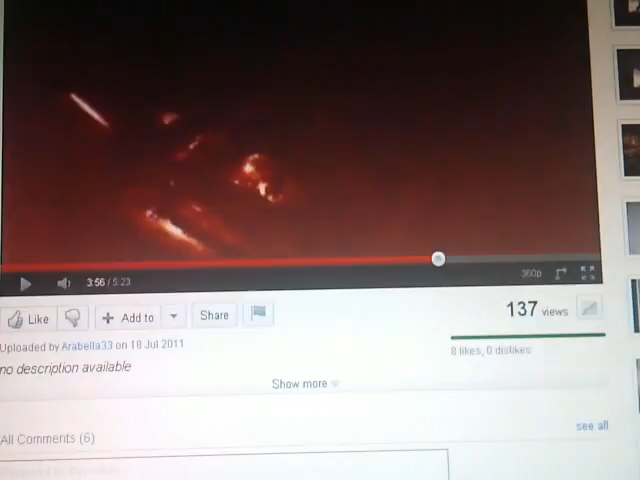 3:56 / 5:23
360p
Like
Add to
Share
137 views
Uploaded by Arabella33 on 18 Jul 2011
8 likes, 0 dislikes
no description available
Show more
see all
All Comments (6)